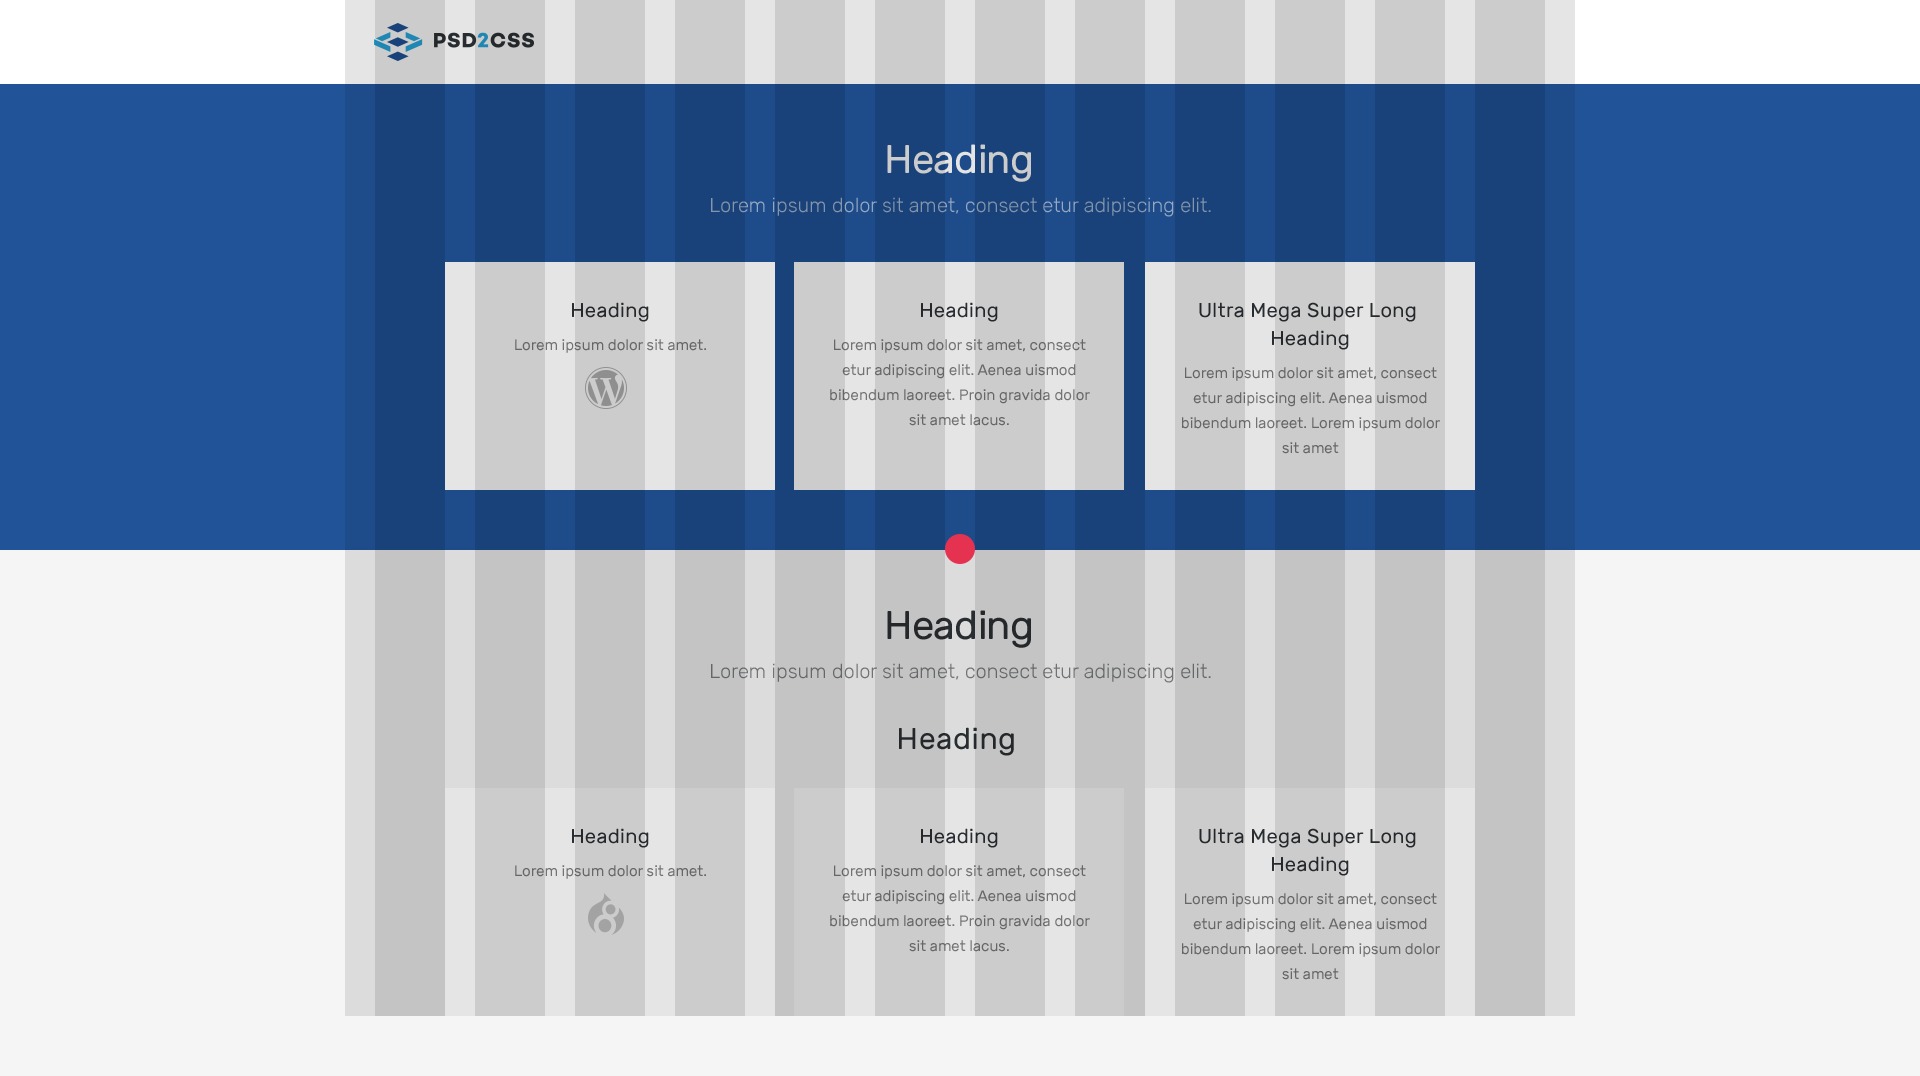 PSD2CSS
Heading
Lorem ipsum dolor sit amet, consect etur adipiscing elit.
Heading
Lorem ipsum dolor sit amet.
Heading
Lorem ipsum dolor sit amet, consect
etur adipiscing elit. Aenea uismod
bibendum laoreet. Proin gravida dolor
sit amet lacus.
Ultra Mega Super Long
Heading
Lorem ipsum dolor sit amet, consect
etur adipiscing elit. Aenea uismod
bibendum laoreet. Lorem ipsum dolor
sit amet
Heading
Lorem ipsum dolor sit amet, consect etur adipiscing elit.
Heading
Heading
Lorem ipsum dolor sit amet.
Heading
Lorem ipsum dolor sit amet, consect
etur adipiscing elit. Aenea uismod
bibendum laoreet. Proin gravida dolor
sit amet lacus.
Ultra Mega Super Long
Heading
Lorem ipsum dolor sit amet, consect
etur adipiscing elit. Aenea uismod
bibendum laoreet. Lorem ipsum dolor
sit amet